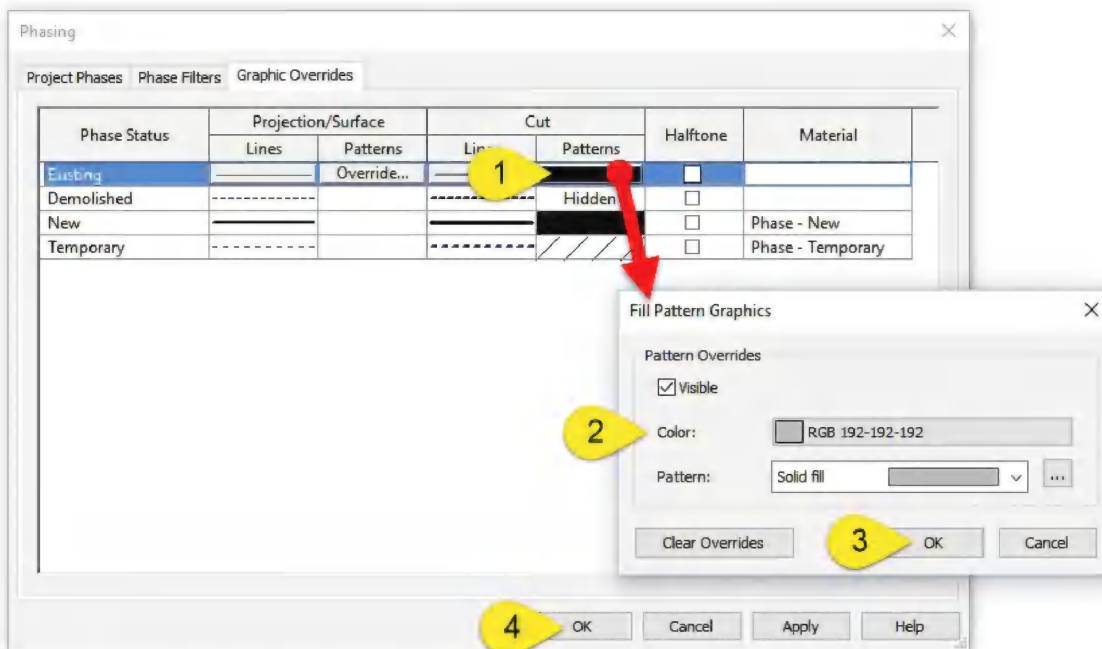 Phasing
Project Phases Phase Filters Graphic Overrides
Phase Status Projection/Surface Cut Halftone Material
Lines Patterns Lines Patterns
Existing Override...
1
Demolished Hidden
New Phase - New
Temporary Phase - Temporary
Fill Pattern Graphics
Pattern Overrides
Visible
2 Color: RGB 192-192-192
Pattern: Solid fill ...
Clear Overrides 3 OK Cancel
4 OK Cancel Apply Help